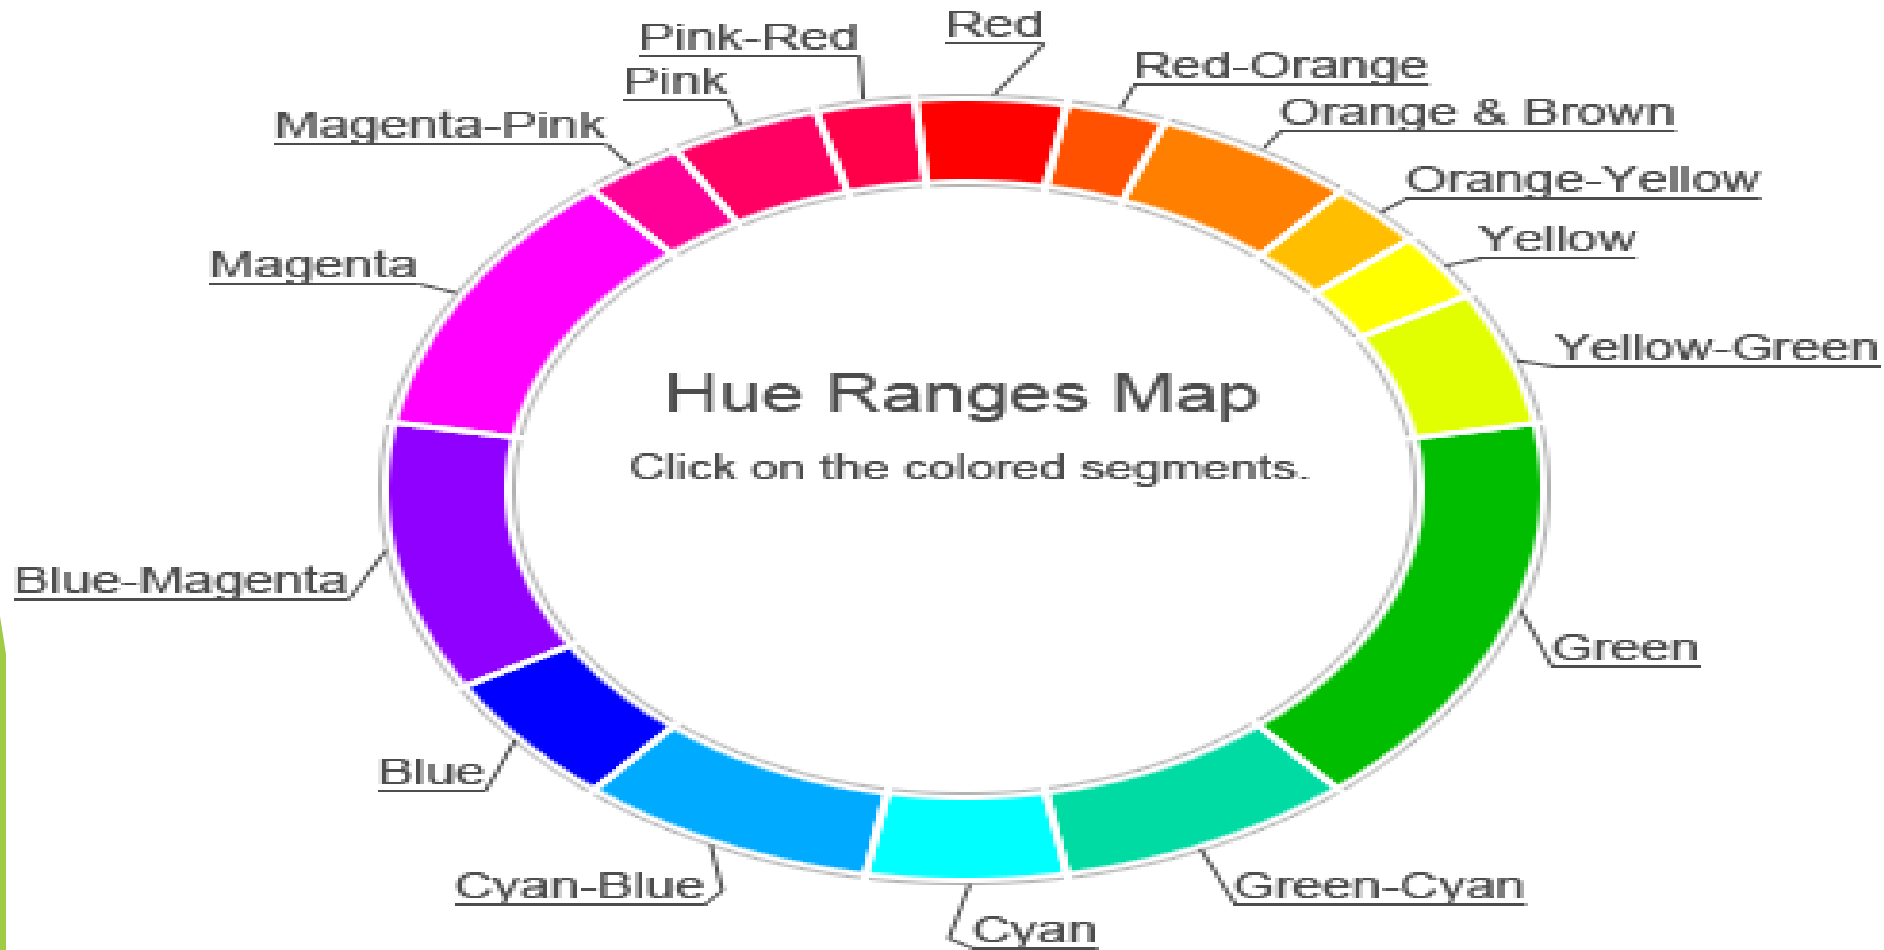 Red
Pink-Red
Red-Orange
Pink
Orange & Brown
Magenta-Pink
Orange-Yellow
Yellow
Magenta
Yellow-Green
Hue Ranges Map
Click on the colored segments.
Blue-Magenta
Green
Blue
Cyan-Blue
Green-Cyan
Cyan